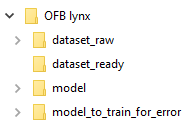 OFB lynx
dataset_raw
dataset_ready
model
model_to_train_for_error